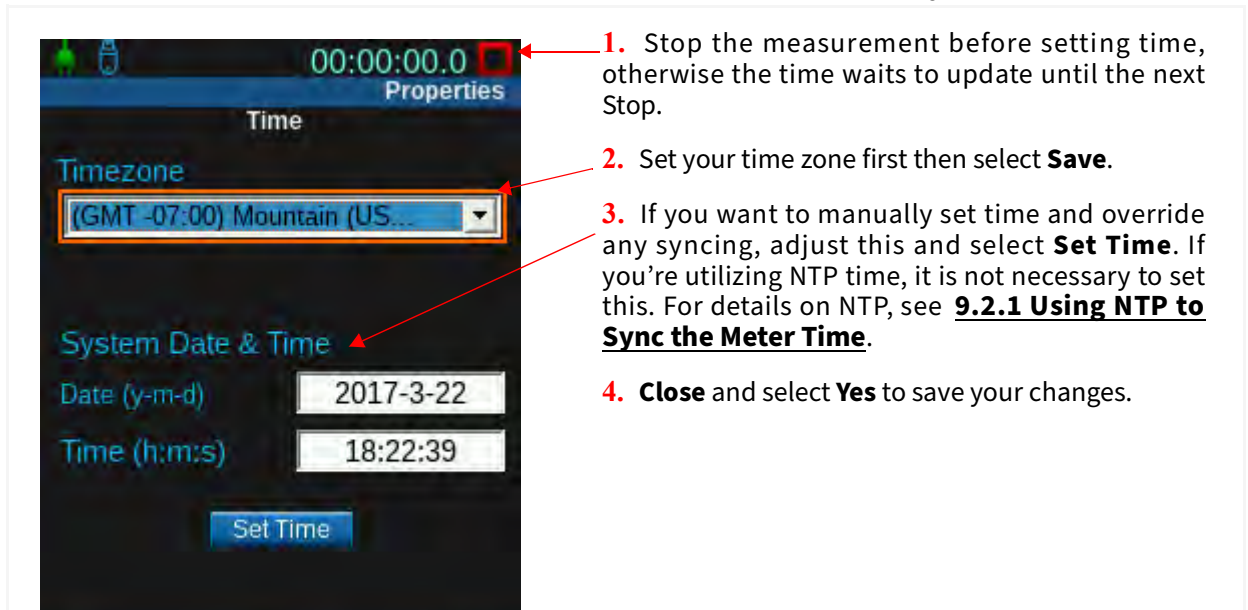 00:00:00.0
Properties
Time
Timezone
(GMT -07:00) Mountain (US...
System Date & Time
Date (y-m-d) 2017-3-22
Time (h:m:s) 18:22:39
Set Time
1. Stop the measurement before setting time,
otherwise the time waits to update until the next
Stop.
2. Set your time zone first then select Save.
3. If you want to manually set time and override
any syncing, adjust this and select Set Time. If
you’re utilizing NTP time, it is not necessary to set
this. For details on NTP, see 9.2.1 Using NTP to
Sync the Meter Time.
4. Close and select Yes to save your changes.